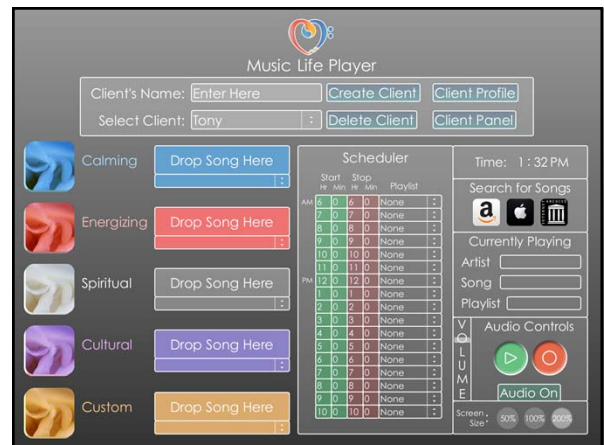 Music Life Player
Client's Name: Enter Here Create Client Client Profile
Select Client: Tony Delete Client Client Panel
Calming Drop Song Here
Energizing Drop Song Here
Spiritual Drop Song Here
Cultural Drop Song Here
Custom Drop Song Here
Scheduler
Start Stop
Hr Min Hr Min Playlist
AM 6 0 6 0 None
7 0 7 0 None
8 0 8 0 None
9 0 9 0 None
10 0 10 0 None
11 0 11 0 None
PM 12 0 12 0 None
1 0 1 0 None
2 0 2 0 None
3 0 3 0 None
4 0 4 0 None
5 0 5 0 None
6 0 6 0 None
7 0 7 0 None
8 0 8 0 None
9 0 9 0 None
10 0 10 0 None
Time: 1:32 PM
Search for Songs
a
Currently Playing
Artist
Song
Playlist
VOLUME
Audio Controls
Audio On
Screen
Size: 50% 100% 200%